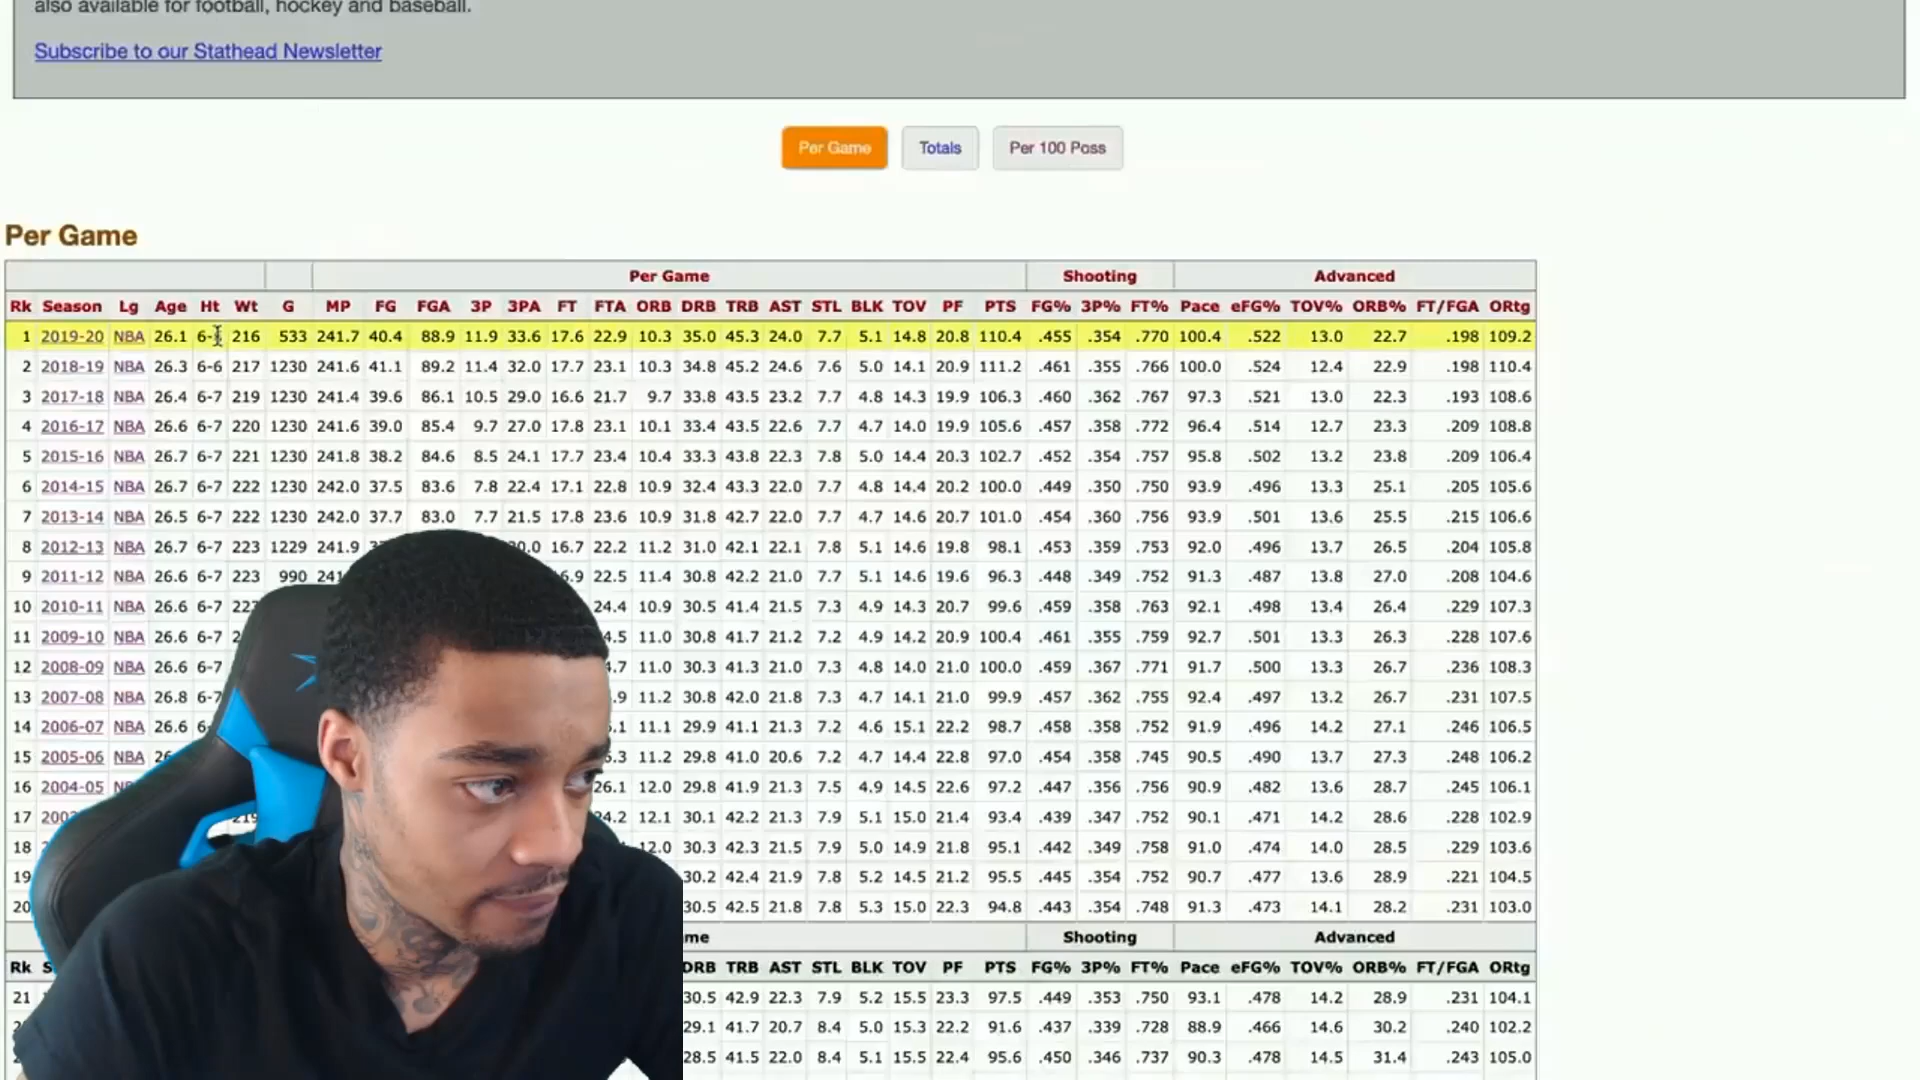 also available for football, hockey and baseball.
Subscribe to our Stathead Newsletter
Per Game Totals Per 100 Poss
Per Game
Per Game Shooting Advanced
Rk Season Lg Age Ht Wt G MP FG FGA 3P 3PA FT FTA ORB DRB TRB AST STL BLK TOV PF PTS FG% 3P% FT% Pace eFG% TOV% ORB% FT/FGA ORtg
1 2019-20 NBA 26.1 216 533 241.7 40.4 88.9 11.9 33.6 17.6 22.9 10.3 35.0 45.3 24.0 7.7 5.1 14.8 20.8 110.4 .455 .354 .770 100.4 .522 13.0 22.7 .198 109.2
2 2018-19 NBA 26.3 6-6 217 1230 241.6 41.1 89.2 11.4 32.0 17.7 23.1 10.3 34.8 45.2 24.6 7.6 5.0 14.1 20.9 111.2 .461 .355 .766 100.0 .524 12.4 22.9 .198 110.4
3 2017-18 NBA 26.4 6-7 219 1230 241.4 39.6 86.1 10.5 29.0 16.6 21.7 9.7 33.8 43.5 23.2 7.7 4.8 14.3 19.9 106.3 .460 .362 .767 97.3 .521 13.0 22.3 .193 108.6
4 2016-17 NBA 26.6 6-7 220 1230 241.6 39.0 85.4 9.7 27.0 17.8 23.1 10.1 33.4 43.5 22.6 7.7 4.7 14.0 19.9 105.6 .457 .358 .772 96.4 .514 12.7 23.3 .209 108.8
5 2015-16 NBA 26.7 6-7 221 1230 241.8 38.2 84.6 8.5 24.1 17.7 23.4 10.4 33.3 43.8 22.3 7.8 5.0 14.4 20.3 102.7 .452 .354 .757 95.8 .502 13.2 23.8 .209 106.4
6 2014-15 NBA 26.7 6-7 222 1230 242.0 37.5 83.6 7.8 22.4 17.1 22.8 10.9 32.4 43.3 22.0 7.7 4.8 14.4 20.2 100.0 .449 .350 .750 93.9 .496 13.3 25.1 .205 105.6
7 2013-14 NBA 26.5 6-7 222 1230 242.0 37.7 83.0 7.7 21.5 17.8 23.6 10.9 31.8 42.7 22.0 7.7 4.7 14.6 20.7 101.0 .454 .360 .756 93.9 .501 13.6 25.5 .215 106.6
8 2012-13 NBA 26.7 6-7 223 1229 241.9 16.7 22.2 11.2 31.0 42.1 22.1 7.8 5.1 14.6 19.8 98.1 .453 .359 .753 92.0 .496 13.7 26.5 .204 105.8
9 2011-12 NBA 26.6 6-7 223 990 22.5 11.4 30.8 42.2 21.0 7.7 5.1 14.6 19.6 96.3 .448 .349 .752 91.3 .487 13.8 27.0 .208 104.6
10 2010-11 NBA 26.6 6-7 24.4 10.9 30.5 41.4 21.5 7.3 4.9 14.3 20.7 99.6 .459 .358 .763 92.1 .498 13.4 26.4 .229 107.3
11 2009-10 NBA 26.6 6-7 11.0 30.8 41.7 21.2 7.2 4.9 14.2 20.9 100.4 .461 .355 .759 92.7 .501 13.3 26.3 .228 107.6
12 2008-09 NBA 26.6 6-7 11.0 30.3 41.3 21.0 7.3 4.8 14.0 21.0 100.0 .459 .367 .771 91.7 .500 13.3 26.7 .236 108.3
13 2007-08 NBA 26.8 6-7 11.2 30.8 42.0 21.8 7.3 4.7 14.1 21.0 99.9 .457 .362 .755 92.4 .497 13.2 26.7 .231 107.5
14 2006-07 NBA 26.6 11.1 29.9 41.1 21.3 7.2 4.6 15.1 22.2 98.7 .458 .358 .752 91.9 .496 14.2 27.1 .246 106.5
15 2005-06 NBA 11.2 29.8 41.0 20.6 7.2 4.7 14.4 22.8 97.0 .454 .358 .745 90.5 .490 13.7 27.3 .248 106.2
16 2004-05 26.1 12.0 29.8 41.9 21.3 7.5 4.9 14.5 22.6 97.2 .447 .356 .756 90.9 .482 13.6 28.7 .245 106.1
17 12.1 30.1 42.2 21.3 7.9 5.1 15.0 21.4 93.4 .439 .347 .752 90.1 .471 14.2 28.6 .228 102.9
18 12.0 30.3 42.3 21.5 7.9 5.0 14.9 21.8 95.1 .442 .349 .758 91.0 .474 14.0 28.5 .229 103.6
19 30.2 42.4 21.9 7.8 5.2 14.5 21.2 95.5 .445 .354 .752 90.7 .477 13.6 28.9 .221 104.5
20 30.5 42.5 21.8 7.8 5.3 15.0 22.3 94.8 .443 .354 .748 91.3 .473 14.1 28.2 .231 103.0
Shooting Advanced
Rk DRB TRB AST STL BLK TOV PF PTS FG% 3P% FT% Pace eFG% TOV% ORB% FT/FGA ORtg
21 30.5 42.9 22.3 7.9 5.2 15.5 23.3 97.5 .449 .353 .750 93.1 .478 14.2 28.9 .231 104.1
29.1 41.7 20.7 8.4 5.0 15.3 22.2 91.6 .437 .339 .728 88.9 .466 14.6 30.2 .240 102.2
28.5 41.5 22.0 8.4 5.1 15.5 22.4 95.6 .450 .346 .737 90.3 .478 14.5 31.4 .243 105.0